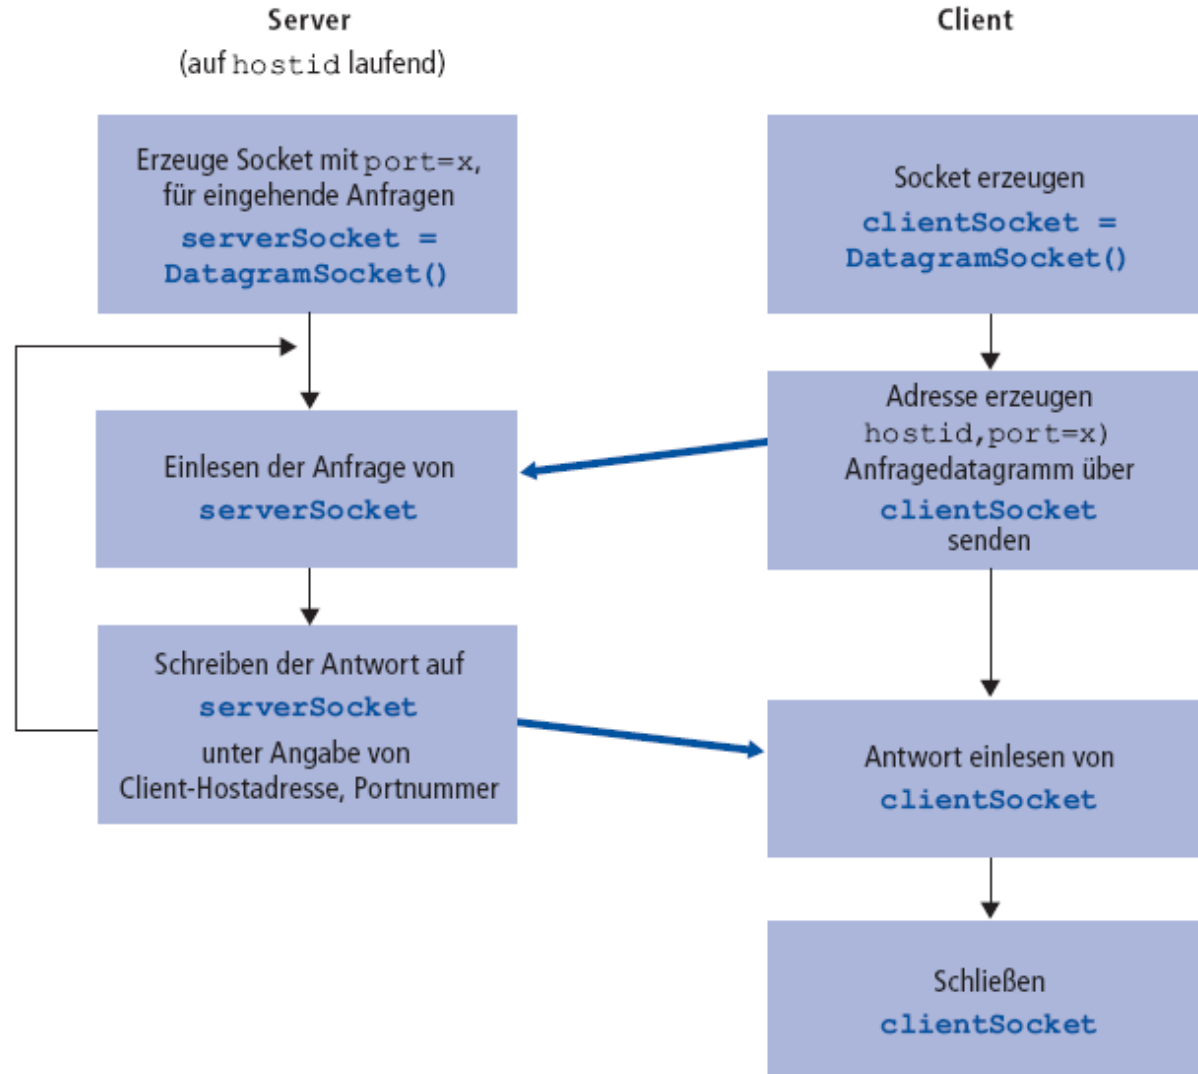 Server
(auf hostid laufend)
Erzeuge Socket mit port=x,
für eingehende Anfragen
serverSocket =
DatagramSocket()
Einlesen der Anfrage von
serverSocket
Schreiben der Antwort auf
serverSocket
unter Angabe von
Client-Hostadresse, Portnummer
Client
Socket erzeugen
clientSocket =
DatagramSocket()
Adresse erzeugen
hostid,port=x)
Anfragedatagramm über
clientSocket
senden
Antwort einlesen von
clientSocket
Schließen
clientSocket